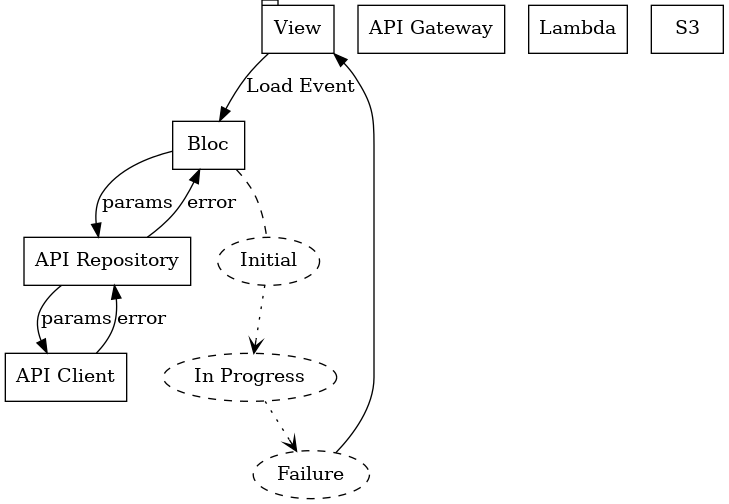 View
API Gateway
Lambda
S3
Load Event
Bloc
params
error
API Repository
Initial
params
error
API Client
In Progress
Failure